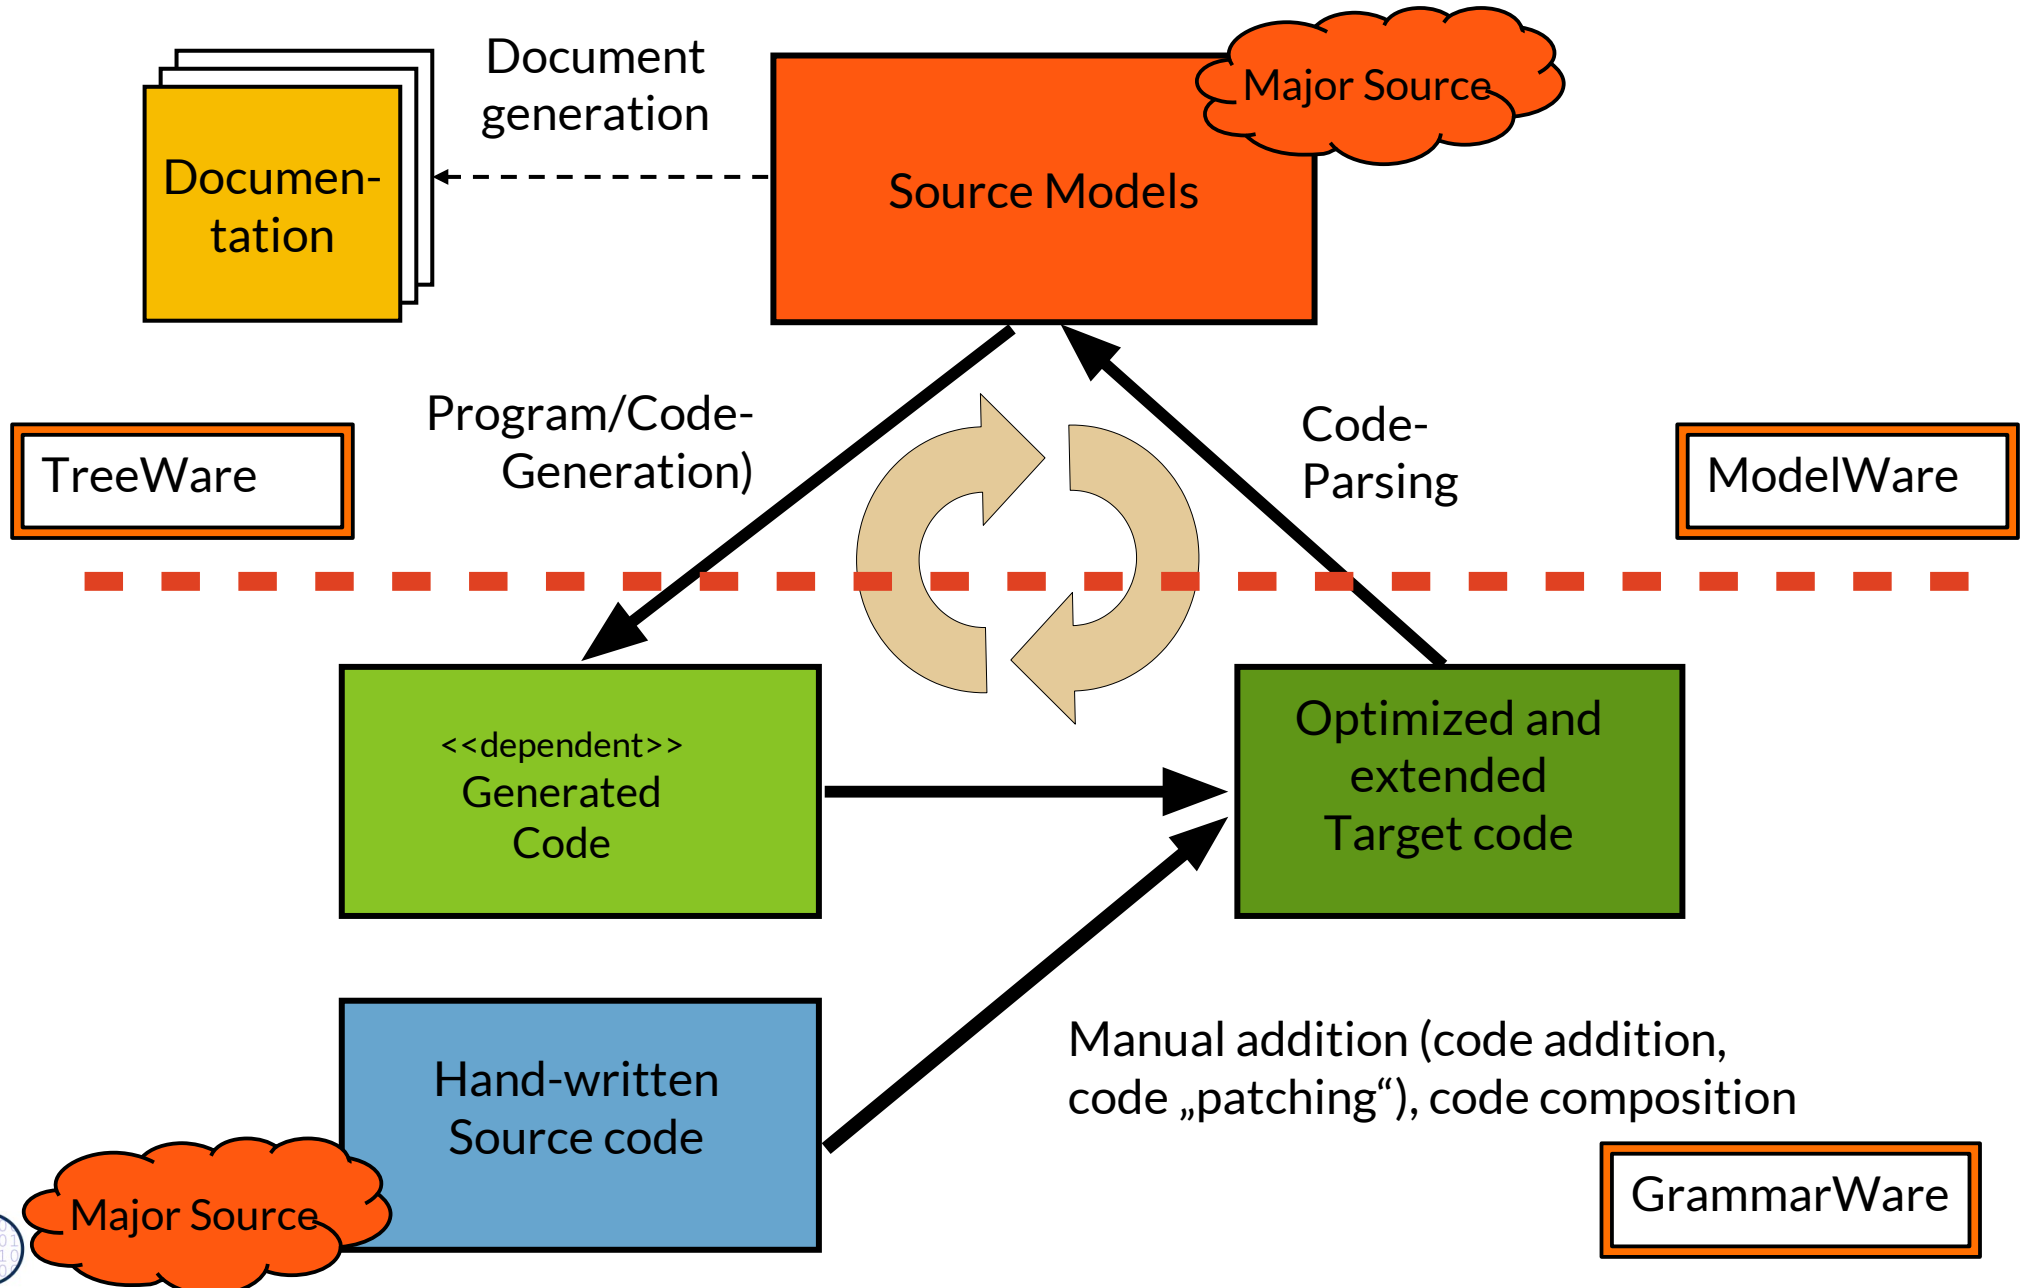 Document
generation
Major Source
Documen-
tation
Source Models
Program/Code-
Generation)
Code-
Parsing
TreeWare
ModelWare
<<dependent>>
Generated
Code
Optimized and
extended
Target code
Hand-written
Source code
Manual addition (code addition,
code „patching“), code composition
Major Source
GrammarWare